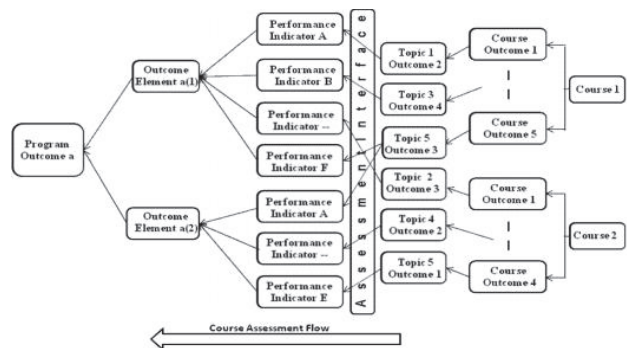 Program
Outcome a
Outcome
Element a(1)
Outcome
Element a(2)
Performance
Indicator A
Performance
Indicator B
Performance
Indicator --
Performance
Indicator F
Performance
Indicator A
Performance
Indicator --
Performance
Indicator E
Assessment Interface
Topic 1
Outcome 2
Topic 3
Outcome 4
Topic 5
Outcome 3
Topic 2
Outcome 3
Topic 4
Outcome 2
Topic 5
Outcome 1
Course
Outcome 1
Course
Outcome 5
Course
Outcome 1
Course
Outcome 4
Course 1
Course 2
Course Assessment Flow